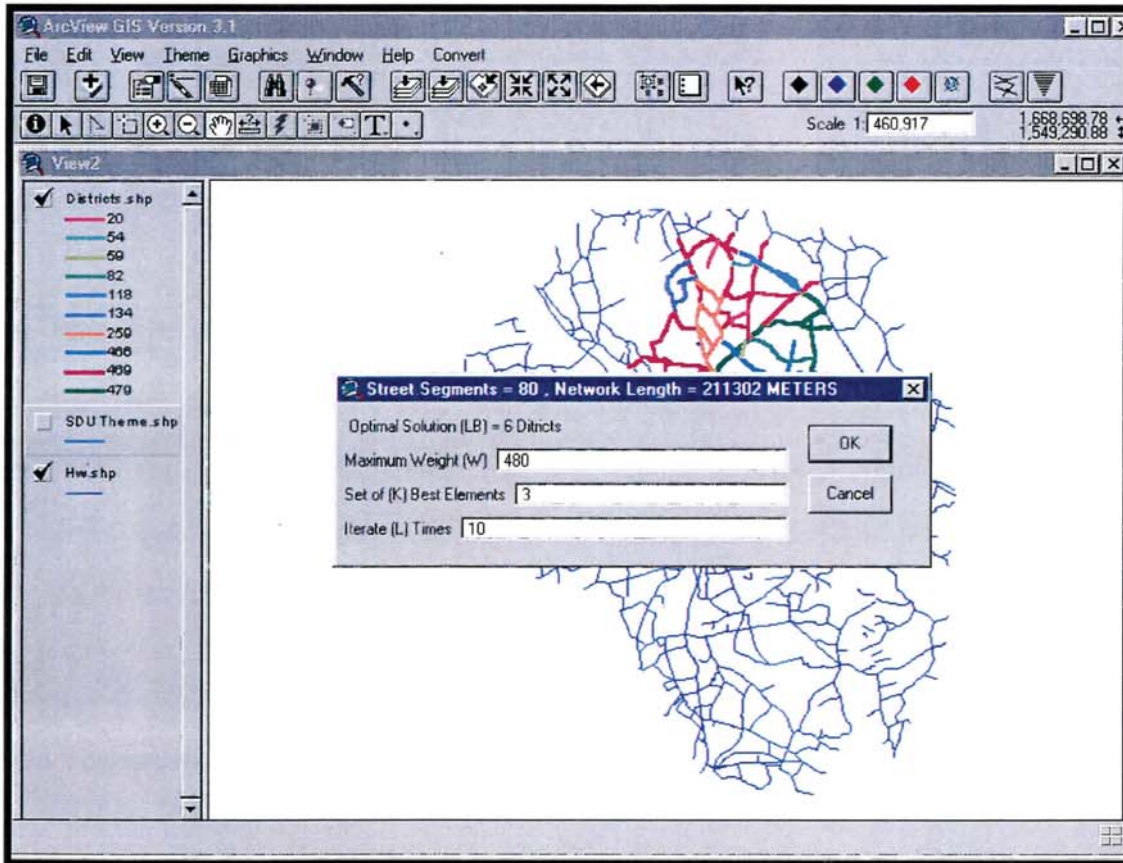 ArcView GIS Version 3.1
File Edit View Theme Graphics Window Help Convert
Scale 1: 460,917
1,668,698.78
1,549,290.88
View2
Districts.shp
20
54
59
82
118
134
259
466
469
479
SDU Theme.shp
Hw.shp
Street Segments = 80 , Network Length = 211302 METERS
Optimal Solution (LB) = 6 Ditricts
Maximum Weight (W) 480
Set of (K) Best Elements 3
Iterate (L) Times 10
OK
Cancel